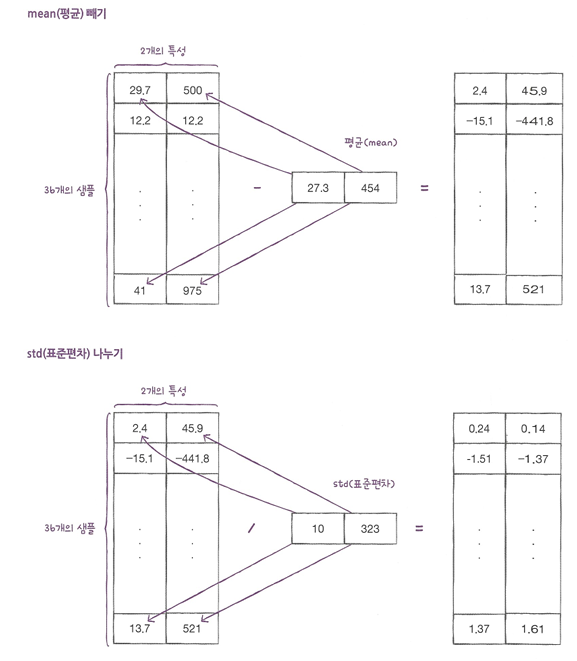 mean(평균) 빼기
2개의 특성
29.7 500 2.4 45.9
12.2 12.2 -15.1 -441.8
평균(mean)
36개의 샘플 - 27.3 454 =
41 975 13.7 521
std(표준편차) 나누기
2개의 특성
2.4 45.9 0.24 0.14
-15.1 -441.8 -1.51 -1.37
std(표준편차)
36개의 샘플 / 10 323 =
13.7 521 1.37 1.61